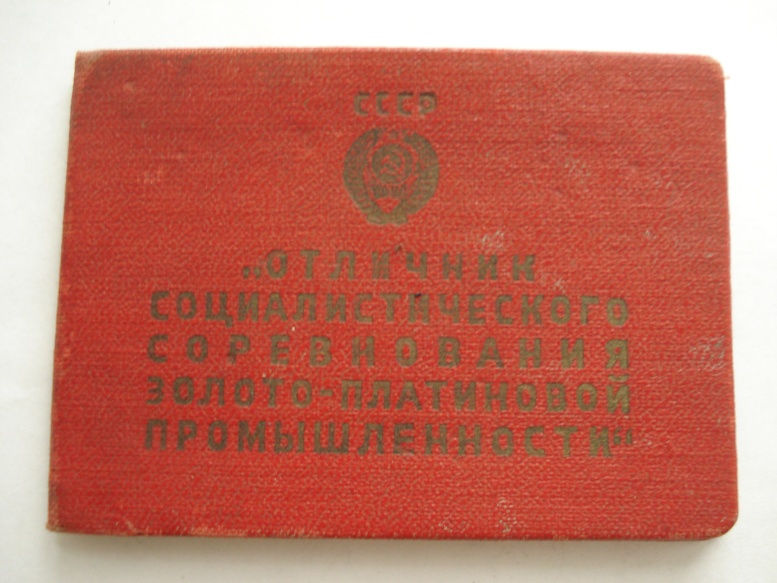 СССР
„ОТЛИЧНИК
СОЦИАЛИСТИЧЕСКОГО
СОРЕВНОВАНИЯ
ЗОЛОТО-ПЛАТИНОВОЙ
ПРОМЫШЛЕННОСТИ“